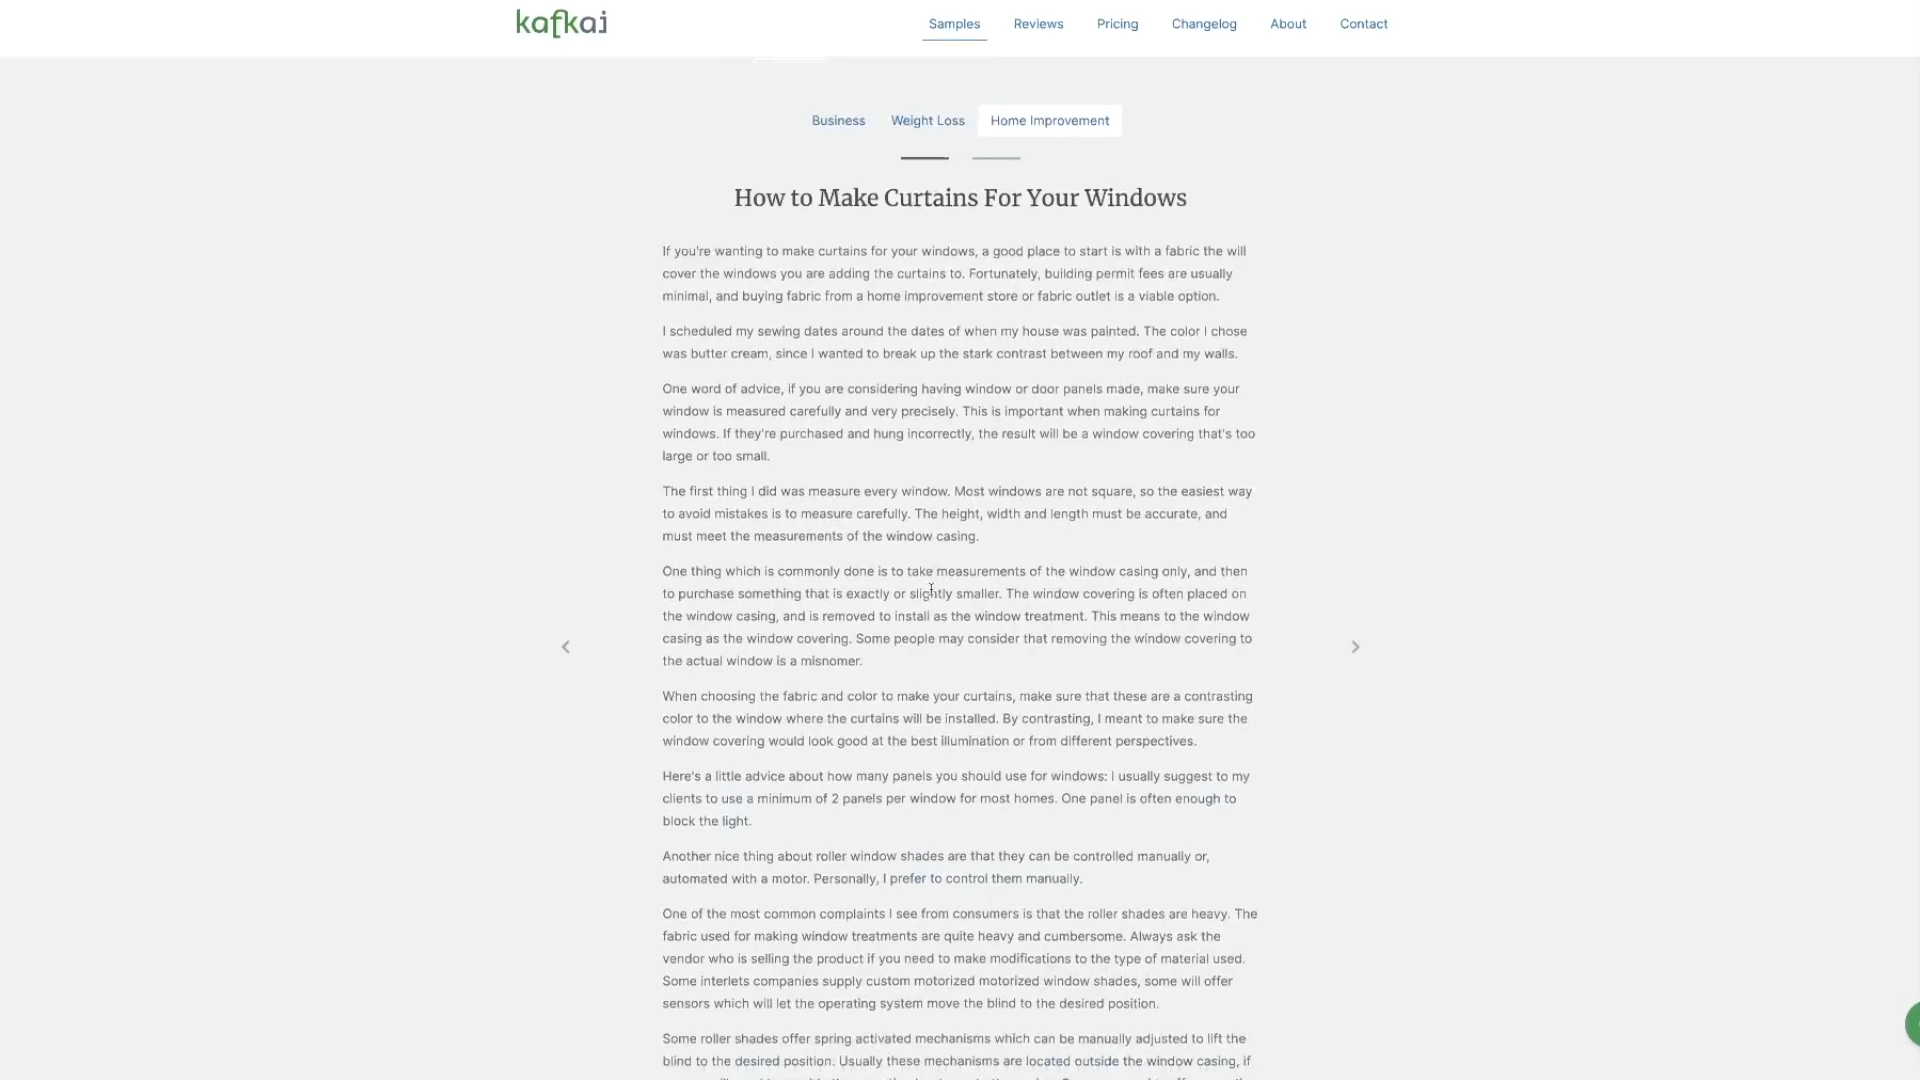 kafkai
Samples
Reviews
Pricing
Changelog
About
Contact
Business
Weight Loss
Home Improvement
How to Make Curtains For Your Windows
If you're wanting to make curtains for your windows, a good place to start is with a fabric the will
cover the windows you are adding the curtains to. Fortunately, building permit fees are usually
minimal, and buying fabric from a home improvement store or fabric outlet is a viable option.
I scheduled my sewing dates around the dates of when my house was painted. The color I chose
was butter cream, since I wanted to break up the stark contrast between my roof and my walls.
One word of advice, if you are considering having window or door panels made, make sure your
window is measured carefully and very precisely. This is important when making curtains for
windows. If they're purchased and hung incorrectly, the result will be a window covering that's too
large or too small.
The first thing I did was measure every window. Most windows are not square, so the easiest way
to avoid mistakes is to measure carefully. The height, width and length must be accurate, and
must meet the measurements of the window casing.
One thing which is commonly done is to take measurements of the window casing only, and then
to purchase something that is exactly or slightly smaller. The window covering is often placed on
the window casing, and is removed to install as the window treatment. This means to the window
casing as the window covering. Some people may consider that removing the window covering to
the actual window is a misnomer.
When choosing the fabric and color to make your curtains, make sure that these are a contrasting
color to the window where the curtains will be installed. By contrasting, I meant to make sure the
window covering would look good at the best illumination or from different perspectives.
Here's a little advice about how many panels you should use for windows: I usually suggest to my
clients to use a minimum of 2 panels per window for most homes. One panel is often enough to
block the light.
Another nice thing about roller window shades are that they can be controlled manually or,
automated with a motor. Personally, I prefer to control them manually.
One of the most common complaints I see from consumers is that the roller shades are heavy. The
fabric used for making window treatments are quite heavy and cumbersome. Always ask the
vendor who is selling the product if you need to make modifications to the type of material used.
Some interlets companies supply custom motorized motorized window shades, some will offer
sensors which will let the operating system move the blind to the desired position.
Some roller shades offer spring activated mechanisms which can be manually adjusted to lift the
blind to the desired position. Usually these mechanisms are located outside the window casing, if